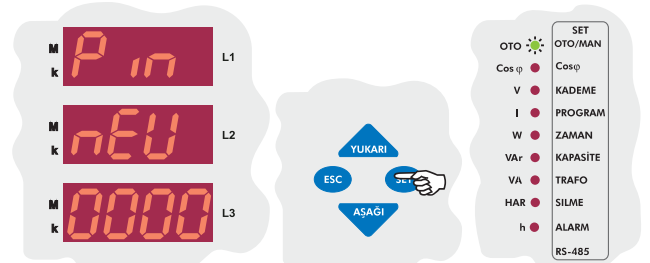 M
k
P in
L1
M
k
nEU
L2
M
k
0000
L3
YUKARI
ESC
SET
AŞAĞI
SET
OTO OTO/MAN
Cos φ Cosφ
V KADEME
I PROGRAM
W ZAMAN
VAr KAPASİTE
VA TRAFO
HAR SILME
h ALARM
RS-485